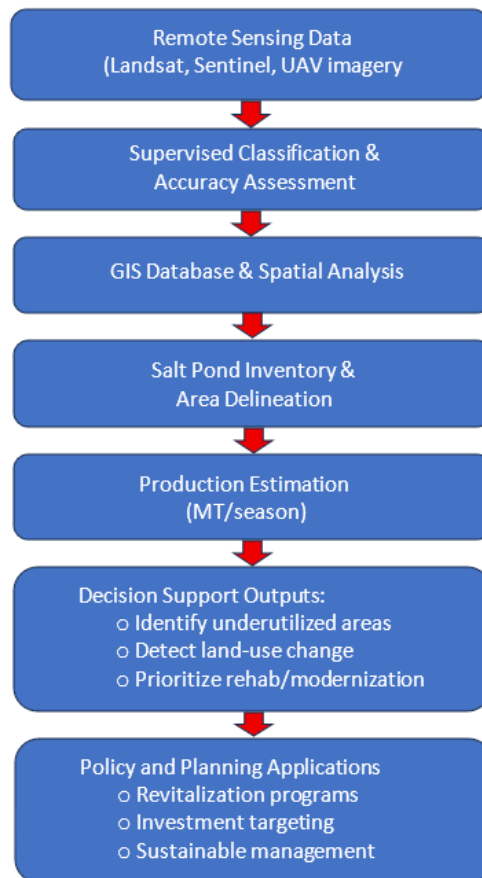 Remote Sensing Data
(Landsat, Sentinel, UAV imagery
Supervised Classification &
Accuracy Assessment
GIS Database & Spatial Analysis
Salt Pond Inventory &
Area Delineation
Production Estimation
(MT/season)
Decision Support Outputs:
o Identify underutilized areas
o Detect land-use change
o Prioritize rehab/modernization
Policy and Planning Applications
o Revitalization programs
o Investment targeting
o Sustainable management